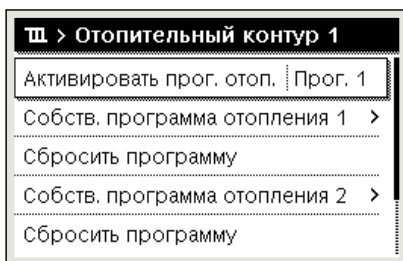 > Отопительный контур 1
Активировать прог. отоп. Прог. 1
Собств. программа отопления 1 >
Сбросить программу
Собств. программа отопления 2 >
Сбросить программу